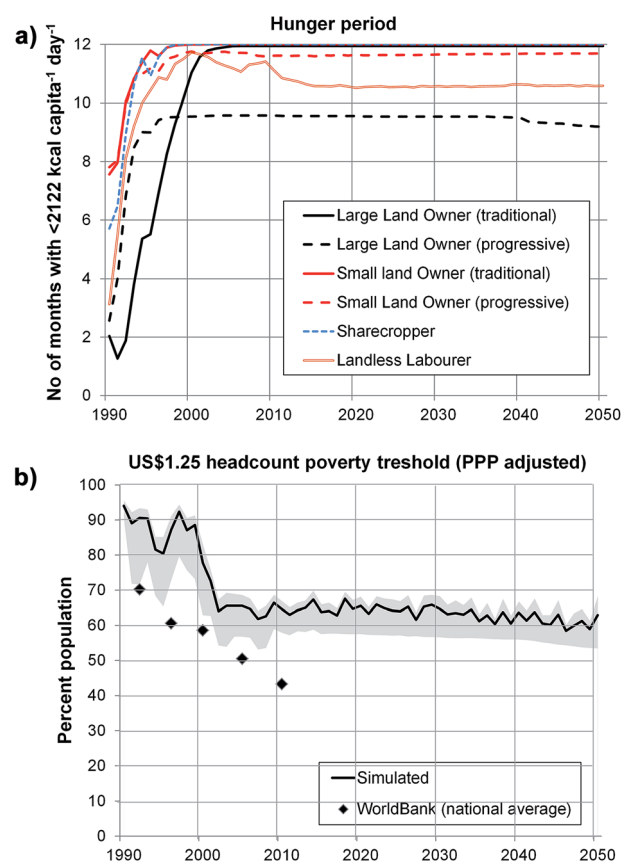 Hunger period
a)
No of months with <2122 kcal capita⁻¹ day⁻¹
12
10
8
6
4
2
0
Large Land Owner (traditional)
Large Land Owner (progressive)
Small land Owner (traditional)
Small Land Owner (progressive)
Sharecropper
Landless Labourer
1990 2000 2010 2020 2030 2040 2050
b)
US$1.25 headcount poverty treshold (PPP adjusted)
Percent population
100
90
80
70
60
50
40
30
20
10
0
Simulated
WorldBank (national average)
1990 2000 2010 2020 2030 2040 2050